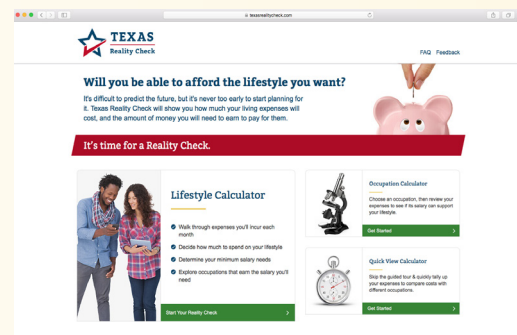 texasrealitycheck.com
TEXAS
Reality Check
FAQ Feedback
Will you be able to afford the lifestyle you want?
It's difficult to predict the future, but it's never too early to start planning for
it. Texas Reality Check will show you how much your living expenses will
cost, and the amount of money you will need to earn to pay for them.
It's time for a Reality Check.
Lifestyle Calculator
Walk through expenses you'll incur each
month
Decide how much to spend on your lifestyle
Determine your minimum salary needs
Explore occupations that earn the salary you'll
need
Start Your Reality Check
Occupation Calculator
Choose an occupation, then review your
expenses to see if its salary can support
your lifestyle.
Get Started
Quick View Calculator
Skip the guided tour & quickly tally up
your expenses to compare costs with
different occupations.
Get Started